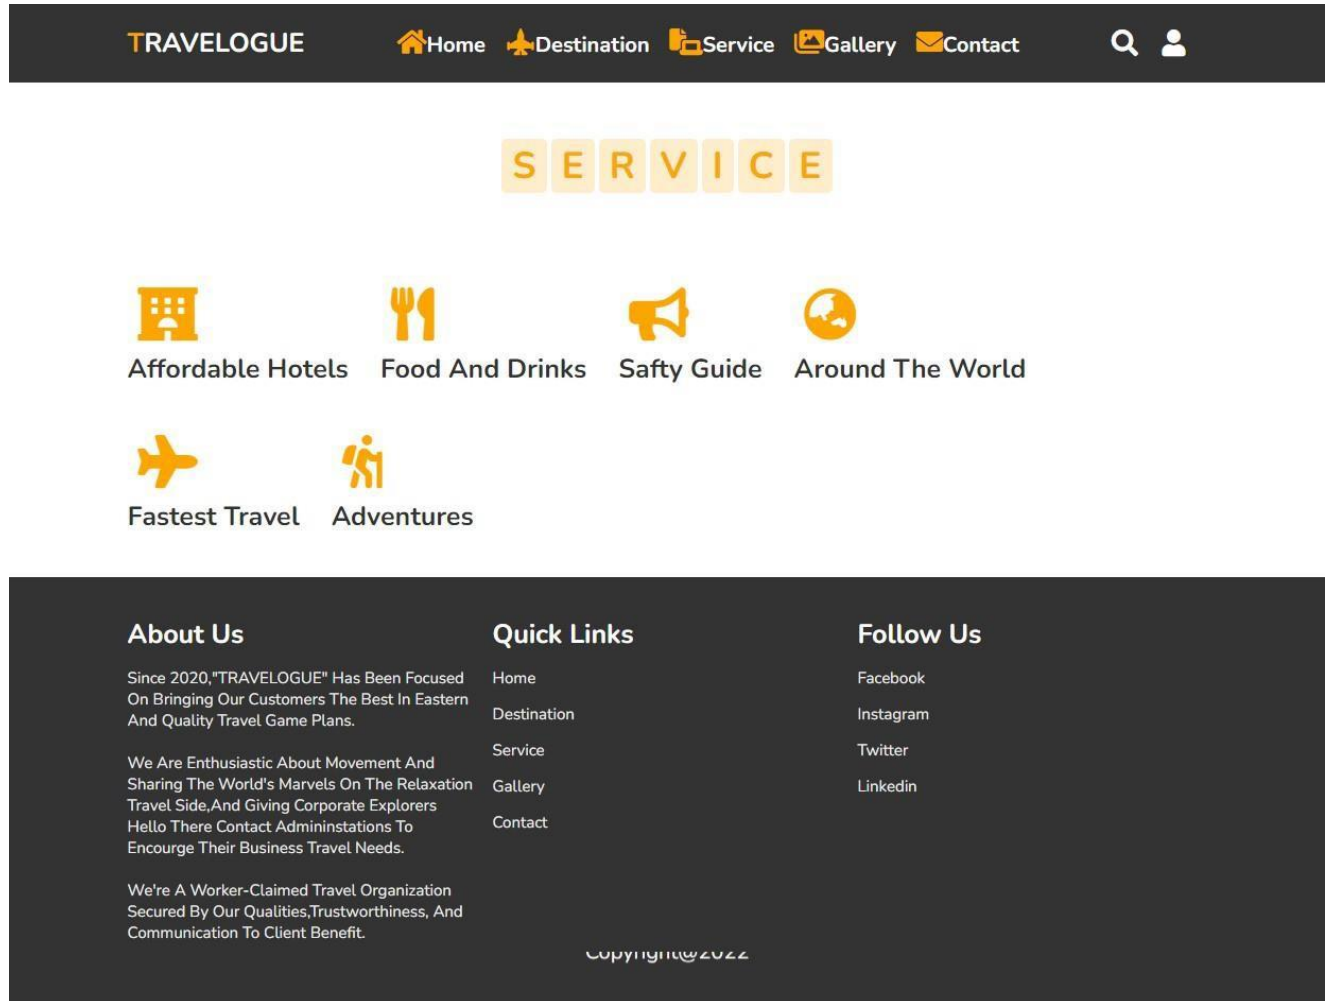 TRAVELOGUE Home Destination Service Gallery Contact
SERVICE
Affordable Hotels Food And Drinks Safty Guide Around The World
Fastest Travel Adventures
About Us
Since 2020,"TRAVELOGUE" Has Been Focused
On Bringing Our Customers The Best In Eastern
And Quality Travel Game Plans.
We Are Enthusiastic About Movement And
Sharing The World's Marvels On The Relaxation
Travel Side,And Giving Corporate Explorers
Hello There Contact Admininstations To
Encourge Their Business Travel Needs.
We're A Worker-Claimed Travel Organization
Secured By Our Qualities,Trustworthiness, And
Communication To Client Benefit.
Quick Links
Home
Destination
Service
Gallery
Contact
Follow Us
Facebook
Instagram
Twitter
Linkedin
Copyright@2022